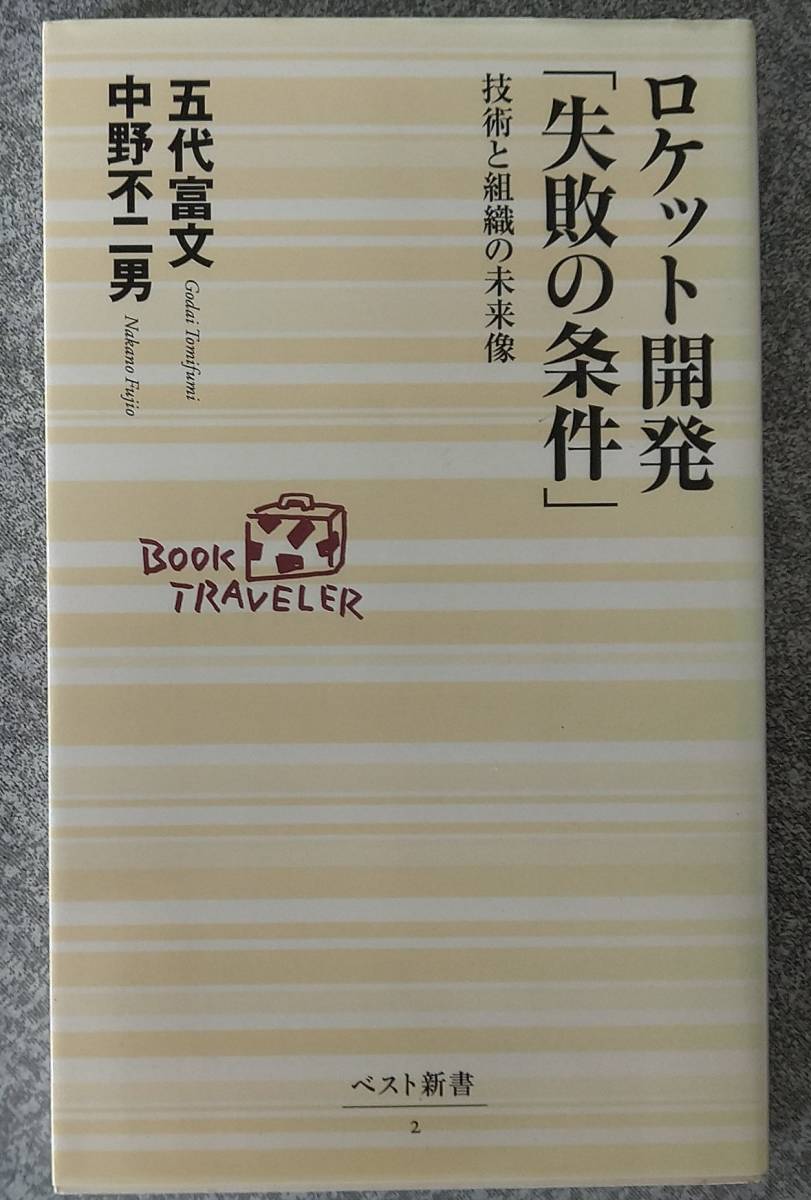 ロケット開発
「失敗の条件」
技術と組織の未来像
五代富文
Godai Tomifumi
中野不二男
Nakano Fujio
BOOK
TRAVELER
ベスト新書
2